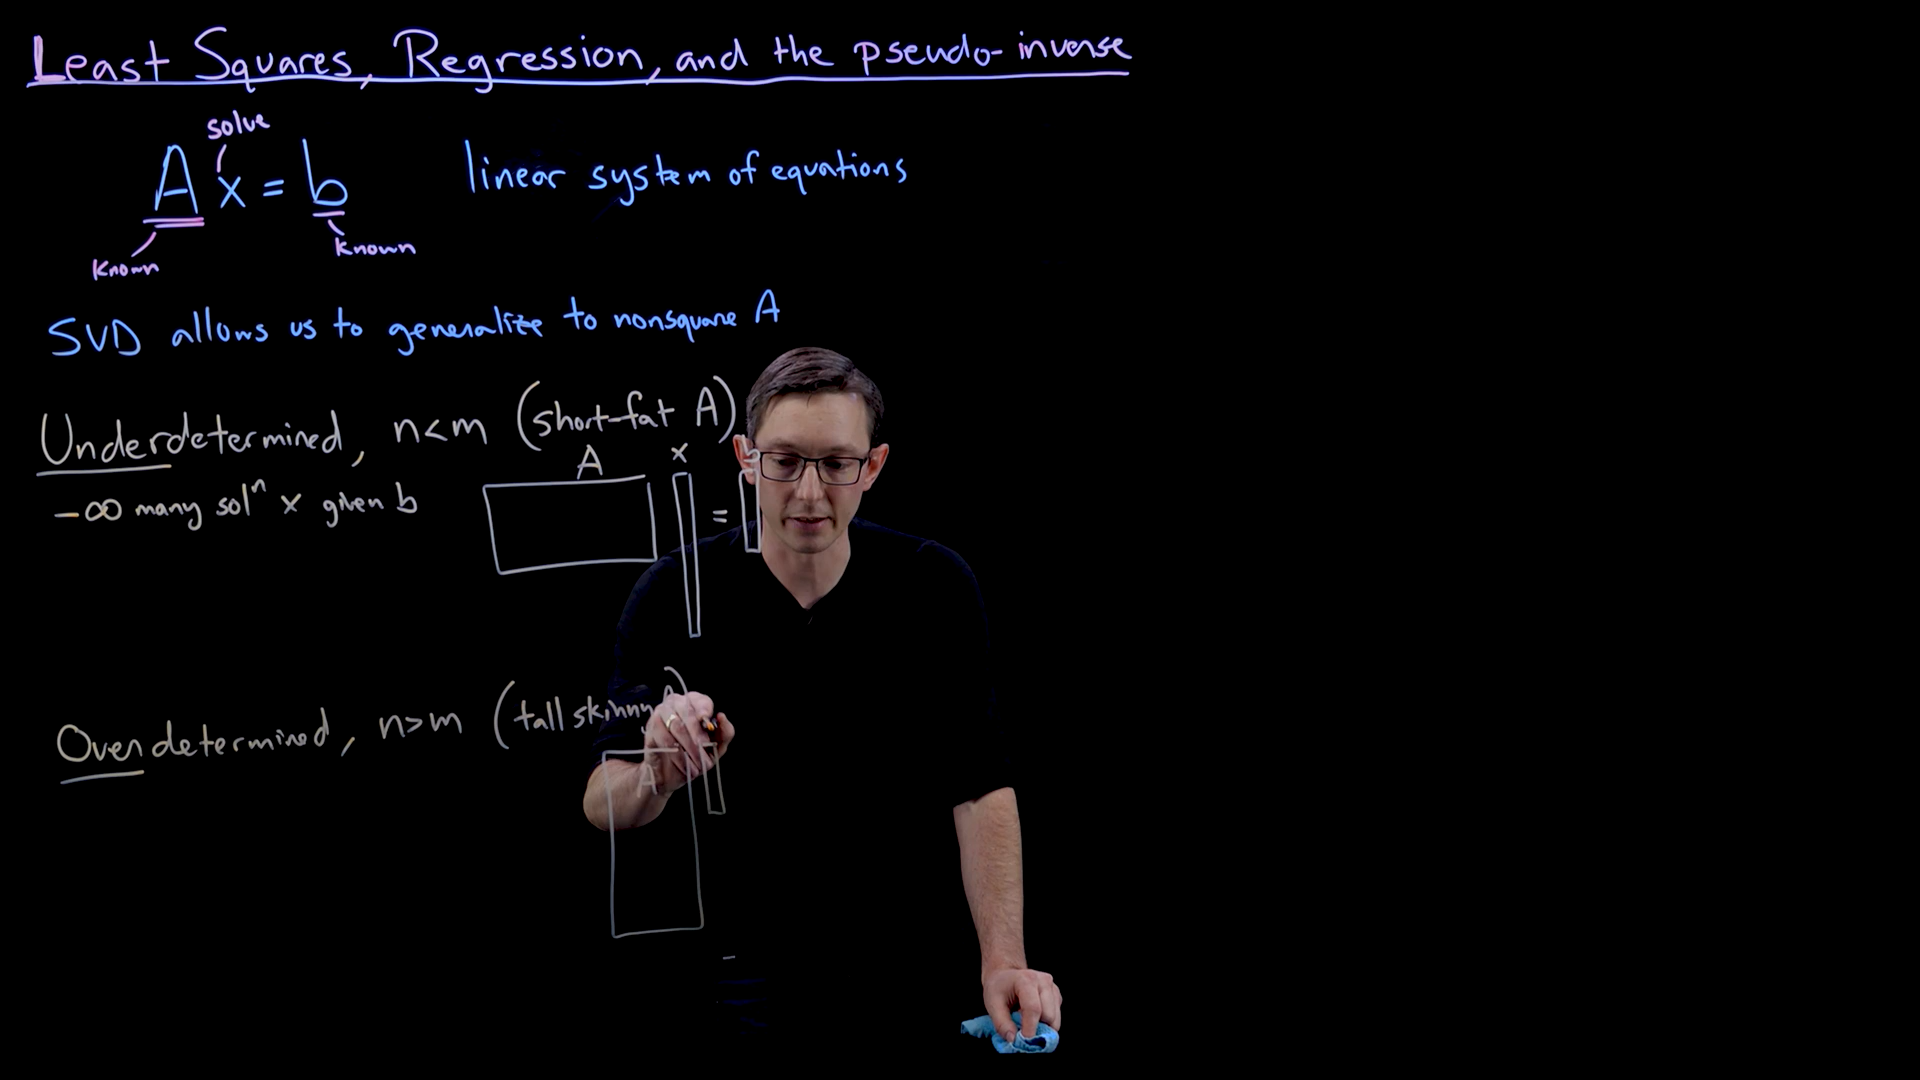 Least Squares, Regression, and the pseudo-inverse
solve
A x = b
known
known
linear system of equations
SVD allows us to generalize to nonsquare A
Underdetermined, n<m (short-fat A)
A x = b
-∞ many solⁿ x given b
Overdetermined, n>m (tall skinny A)
A